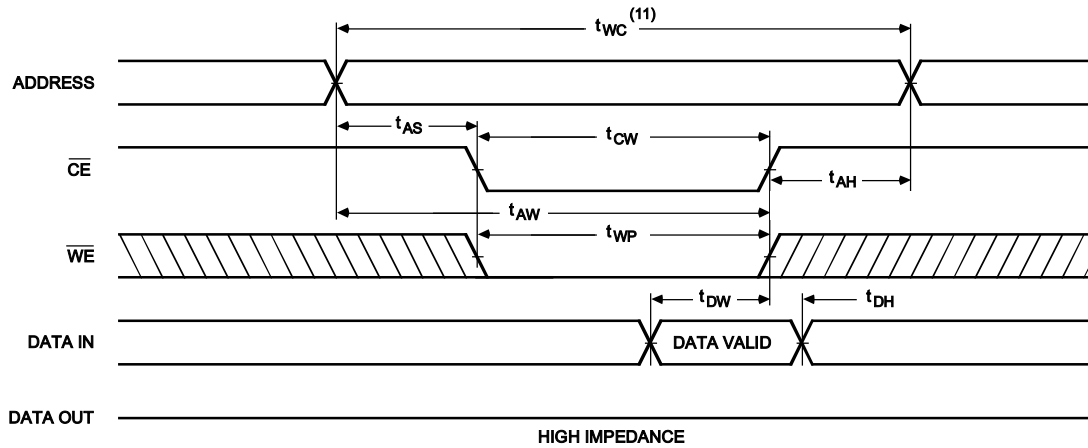 tWC(11)
ADDRESS
tAS
tCW
CE
tAH
tAW
WE
tWP
tDW
tDH
DATA IN
DATA VALID
DATA OUT
HIGH IMPEDANCE